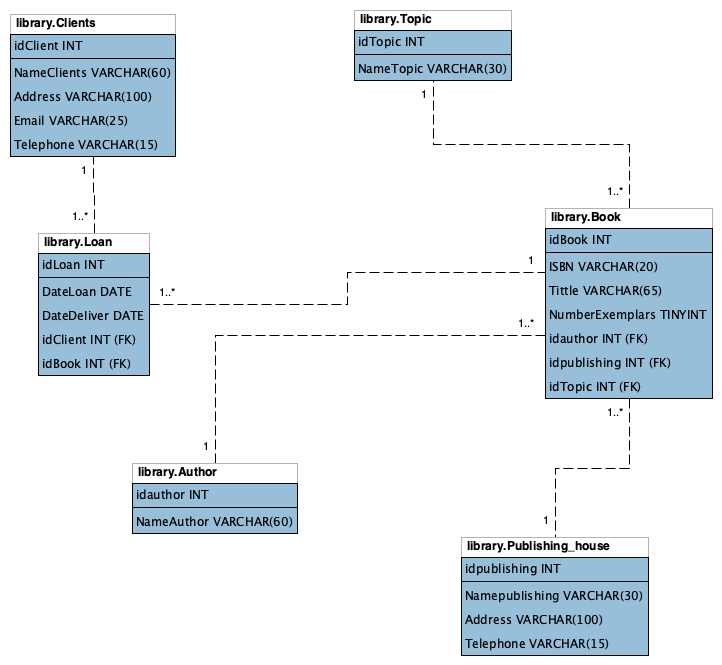 library.Clients
idClient INT
NameClients VARCHAR(60)
Address VARCHAR(100)
Email VARCHAR(25)
Telephone VARCHAR(15)
library.Topic
idTopic INT
NameTopic VARCHAR(30)
1
1..*
1
1..*
library.Loan
idLoan INT
DateLoan DATE
DateDeliver DATE
idClient INT (FK)
idBook INT (FK)
library.Book
idBook INT
ISBN VARCHAR(20)
Tittle VARCHAR(65)
NumberExemplars TINYINT
idauthor INT (FK)
idpublishing INT (FK)
idTopic INT (FK)
1
1..*
1..*
1
1..*
1
library.Author
idauthor INT
NameAuthor VARCHAR(60)
library.Publishing_house
idpublishing INT
Namepublishing VARCHAR(30)
Address VARCHAR(100)
Telephone VARCHAR(15)